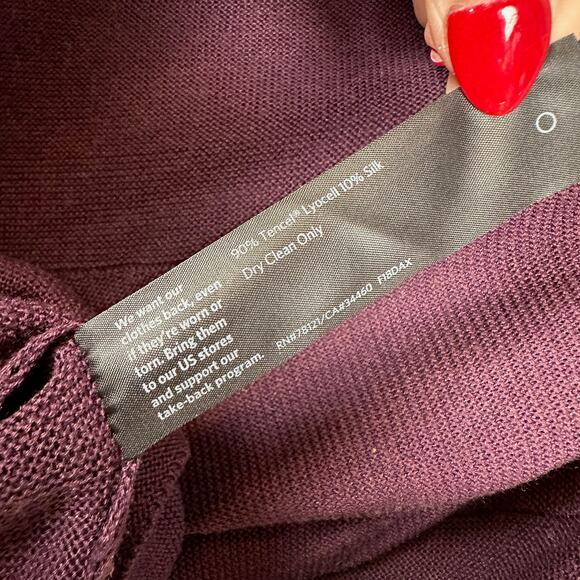 90% Tencel® Lyocell 10% Silk
Dry Clean Only
We want our
clothes back, even
if they're worn or
torn. Bring them
to our US stores
and support our
take-back program.
RN#78121/CA#34460 F18DAX